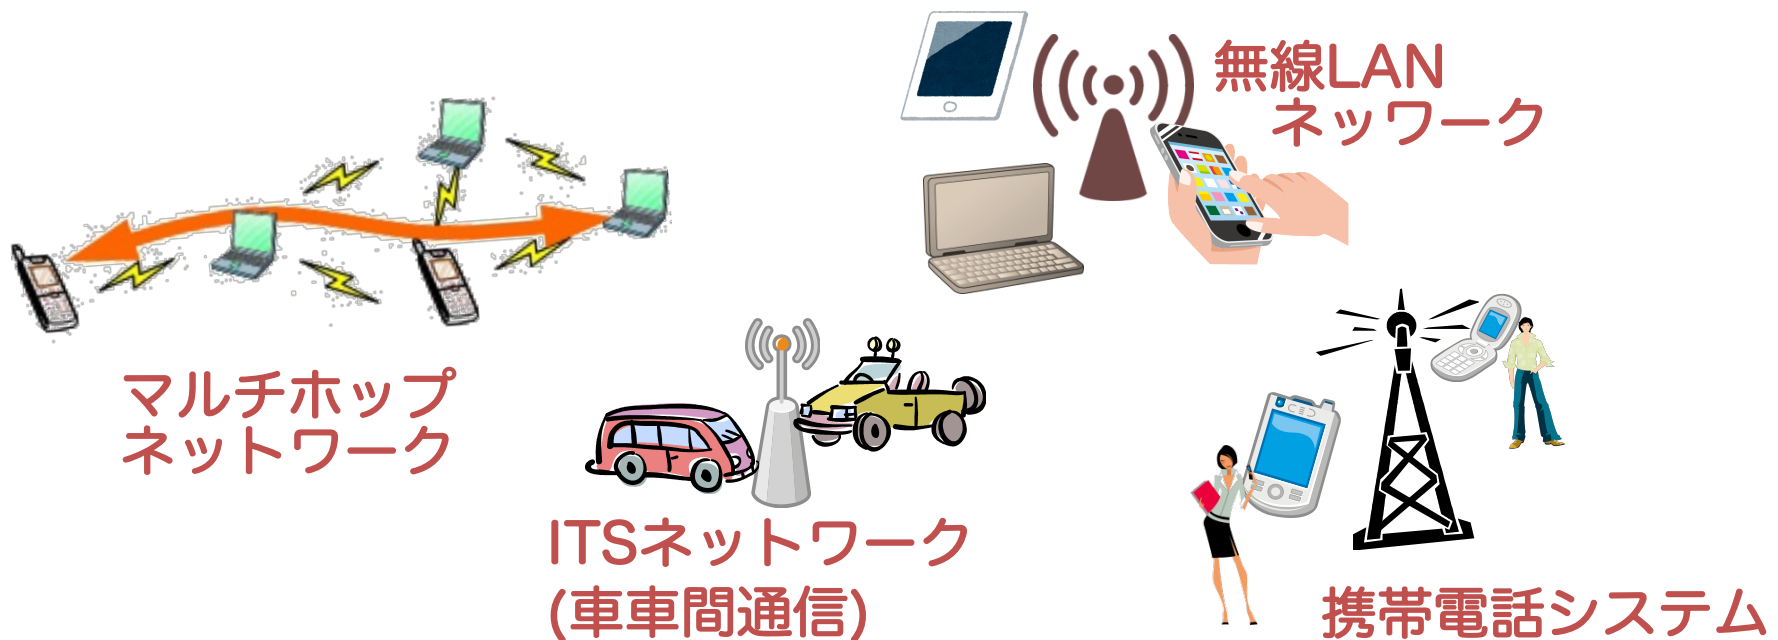 無線LAN
ネッワーク
マルチホップ
ネットワーク
ITSネットワーク
(車車間通信)
携帯電話システム